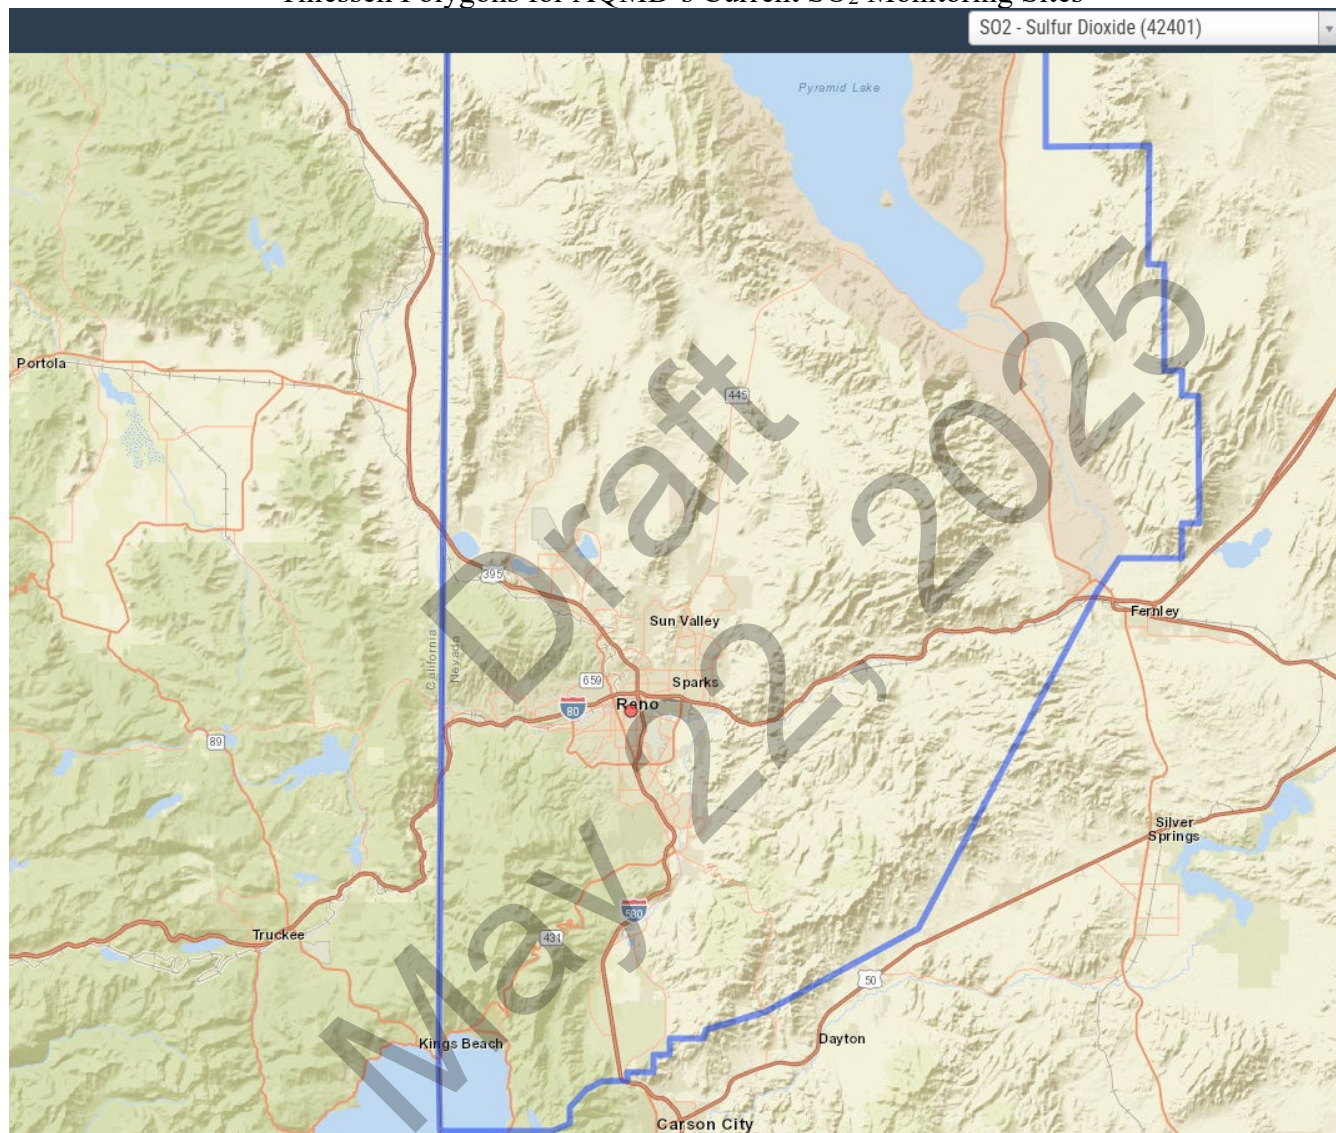 Thiessen Polygons for AQMD's Current SO₂ Monitoring Sites
SO2 - Sulfur Dioxide (42401)
Pyramid Lake
Portola
445
395
Sun Valley
Fernley
California
Nevada
659
Sparks
Reno
80
89
Silver
Springs
580
Truckee
431
50
Kings Beach
Dayton
Carson City
Draft
May 22, 2025